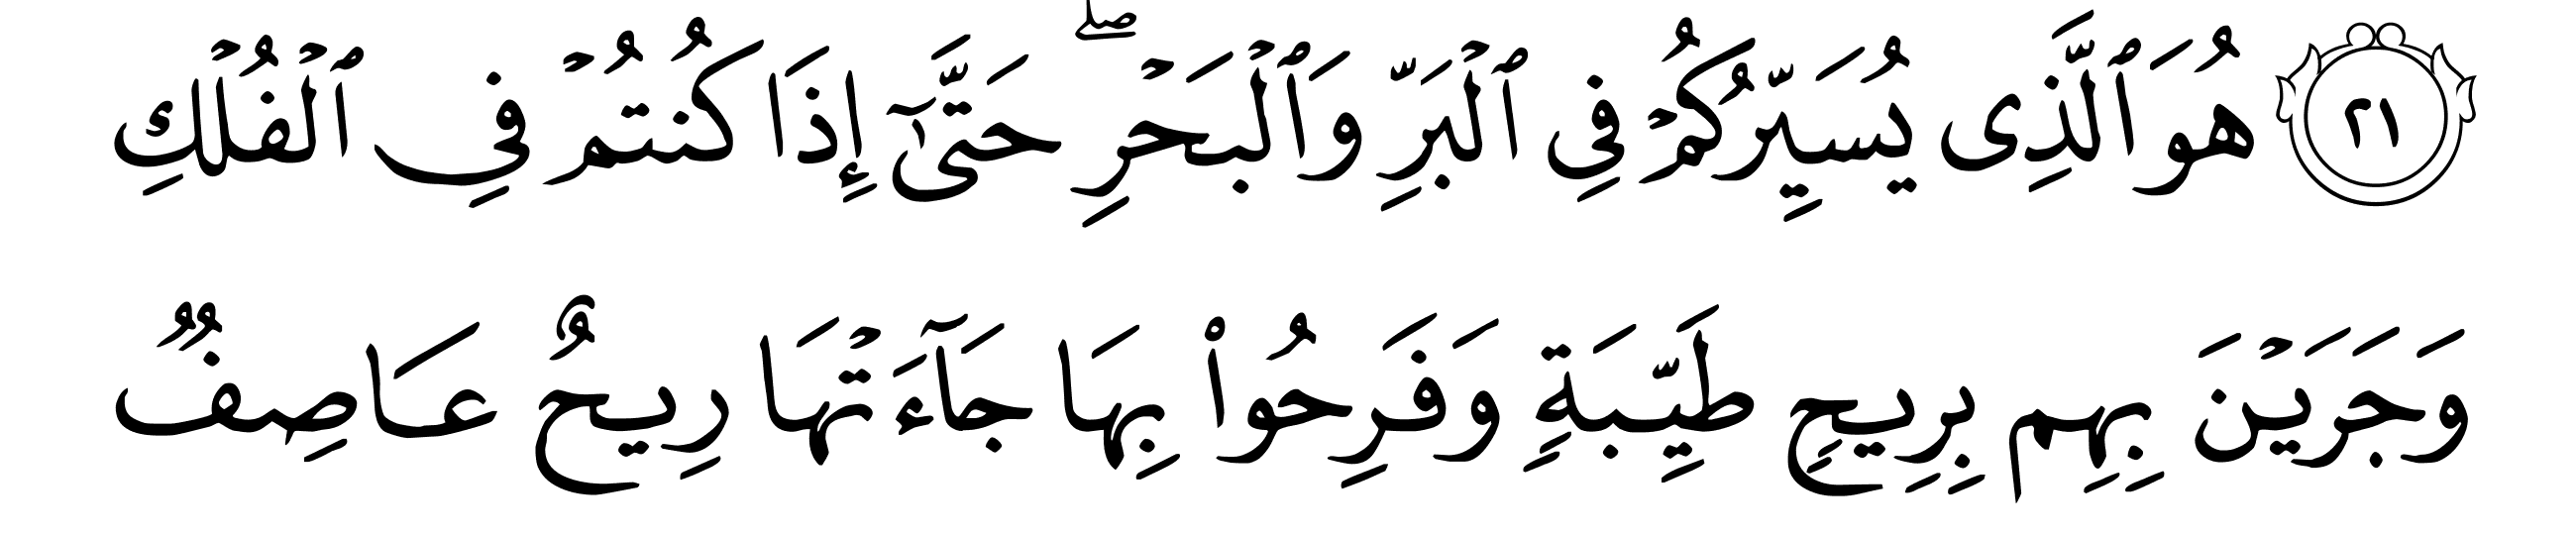 ٢١ هُوَ ٱلَّذِى يُسَيِّرُكُمْ فِى ٱلْبَرِّ وَٱلْبَحْرِ ۖ حَتَّىٰٓ إِذَا كُنتُمْ فِى ٱلْفُلْكِ
وَجَرَيْنَ بِهِم بِرِيحٍ طَيِّبَةٍ وَفَرِحُوا۟ بِهَا جَآءَتْهَا رِيحٌ عَاصِفٌ